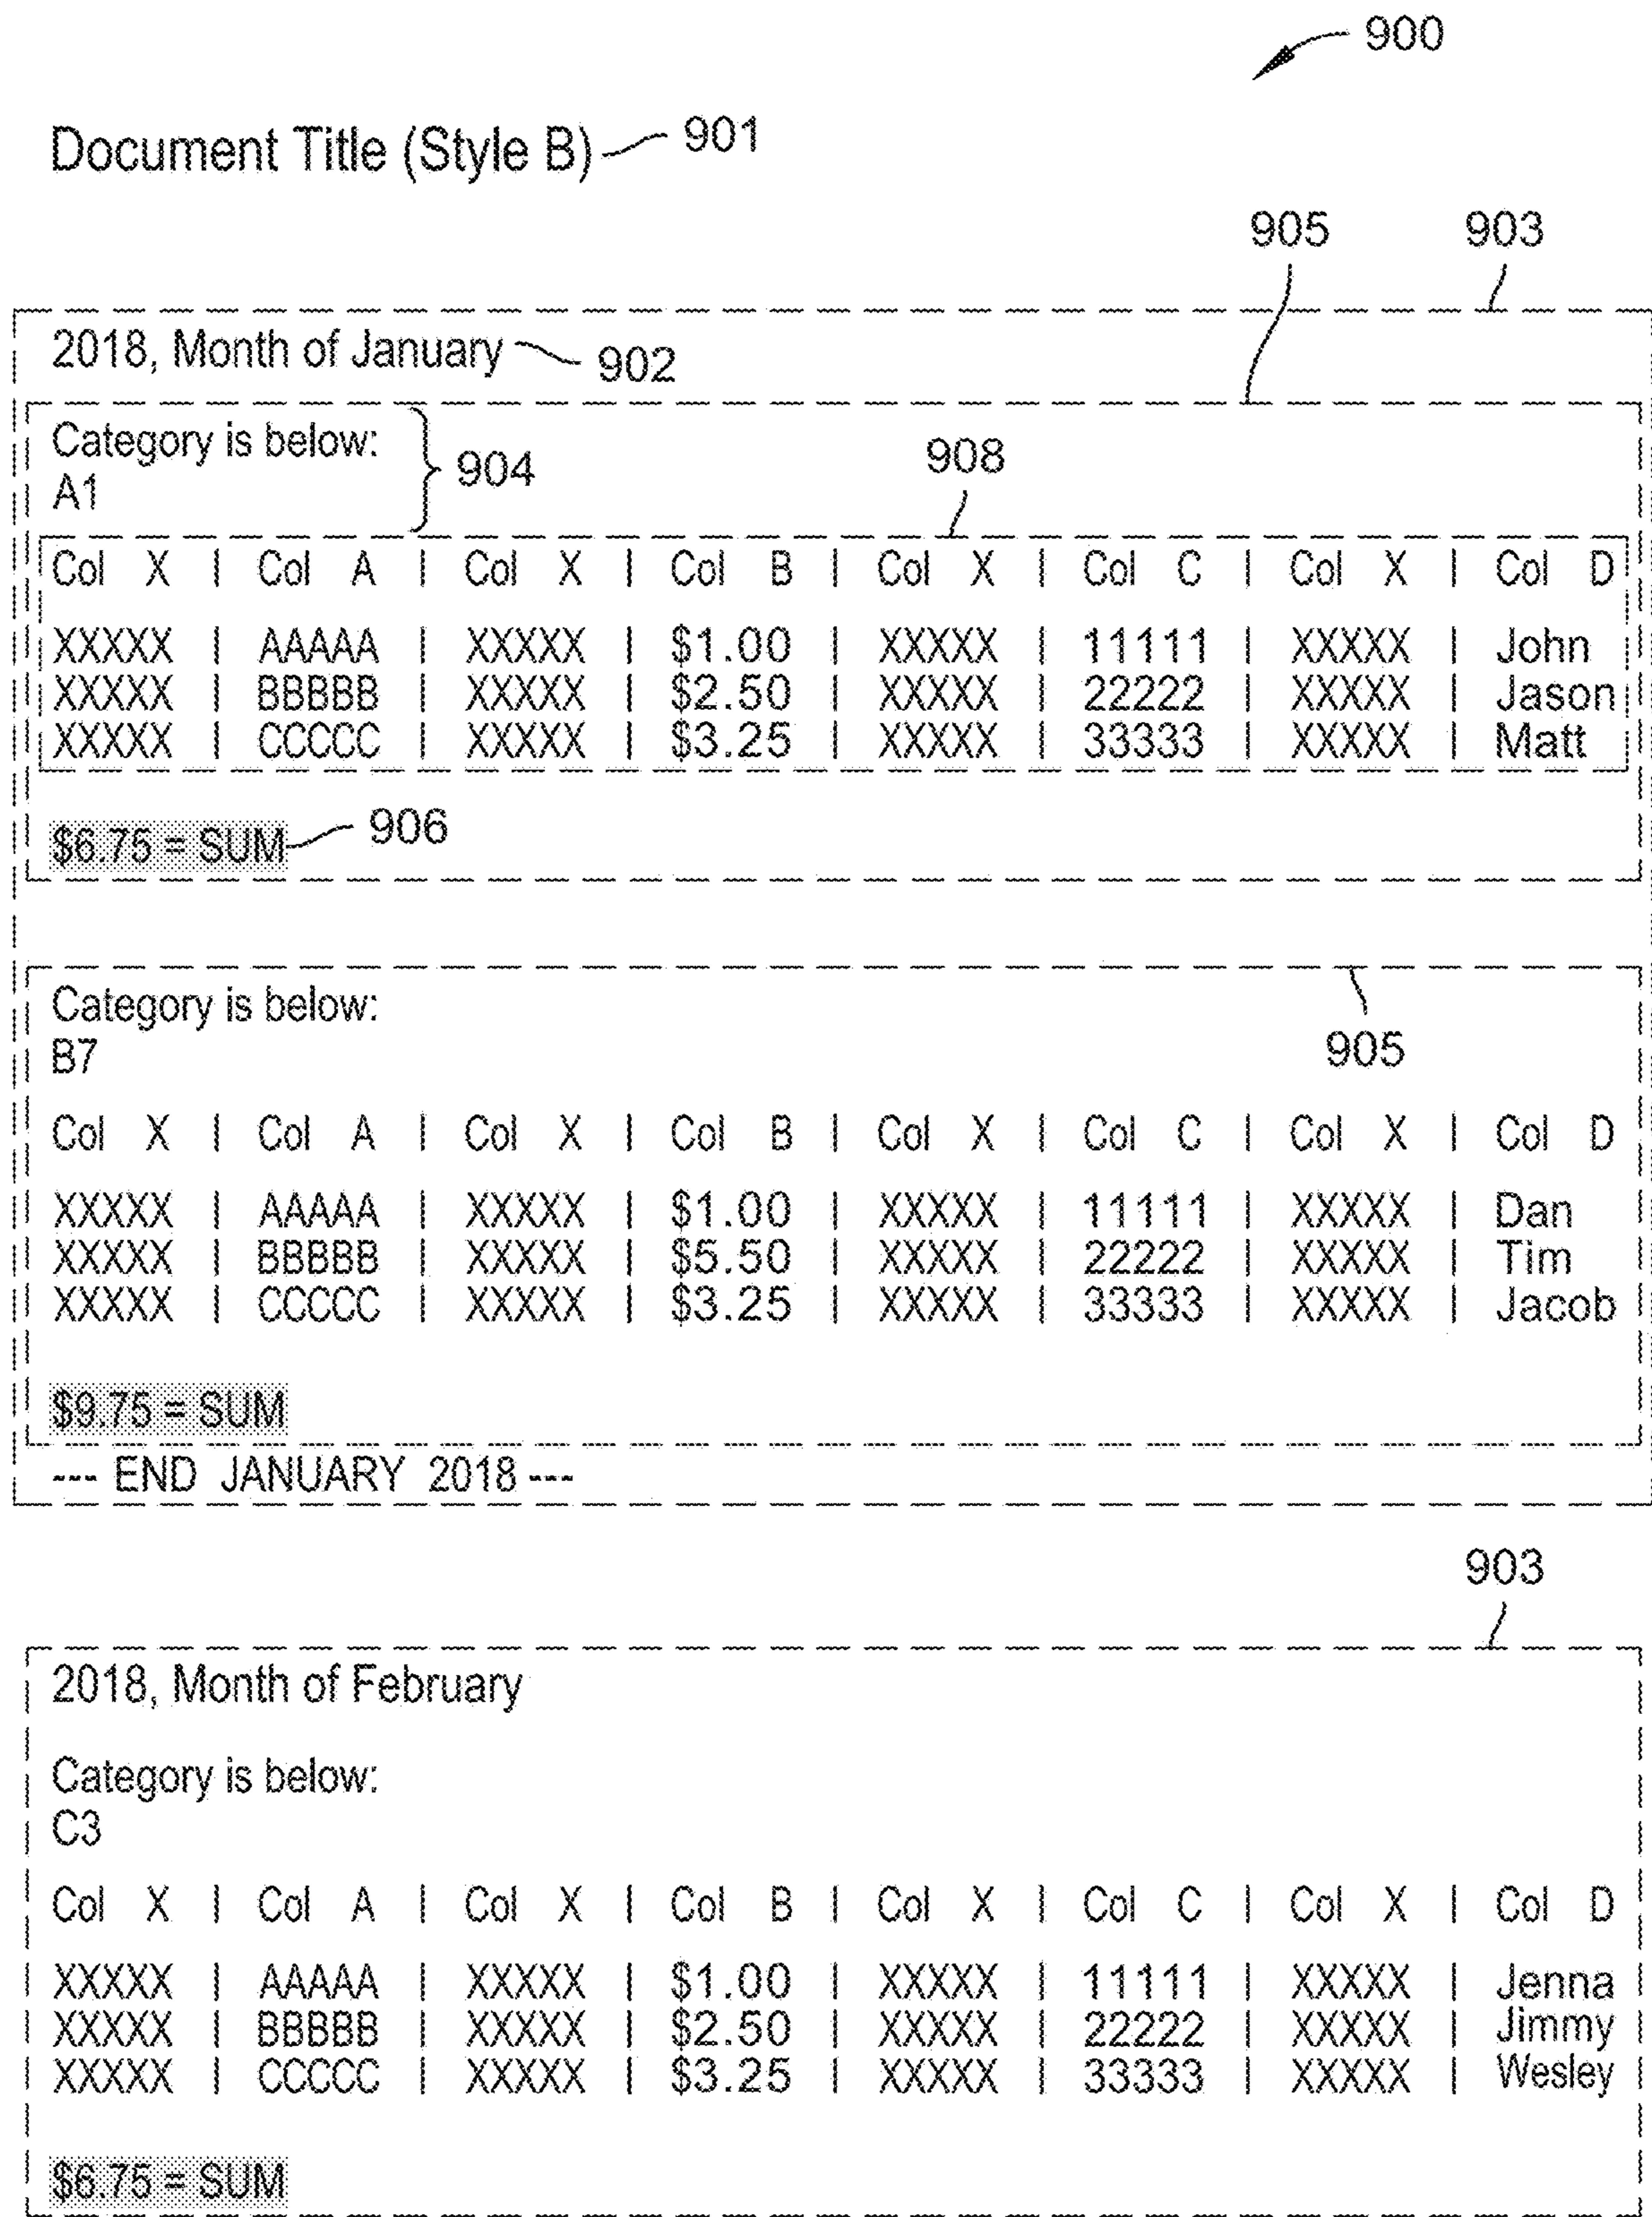 900
Document Title (Style B) 901
905 903
2018, Month of January 902
Category is below:
904 908
A1
Col X | Col A | Col X | Col B | Col X | Col C | Col X | Col D
XXXXX | AAAAA | XXXXX | $1.00 | XXXXX | 11111 | XXXXX | John
XXXXX | BBBBB | XXXXX | $2.50 | XXXXX | 22222 | XXXXX | Jason
XXXXX | CCCCC | XXXXX | $3.25 | XXXXX | 33333 | XXXXX | Matt
$6.75 = SUM 906
Category is below:
B7 905
Col X | Col A | Col X | Col B | Col X | Col C | Col X | Col D
XXXXX | AAAAA | XXXXX | $1.00 | XXXXX | 11111 | XXXXX | Dan
XXXXX | BBBBB | XXXXX | $5.50 | XXXXX | 22222 | XXXXX | Tim
XXXXX | CCCCC | XXXXX | $3.25 | XXXXX | 33333 | XXXXX | Jacob
$9.75 = SUM
--- END JANUARY 2018 ---
903
2018, Month of February
Category is below:
C3
Col X | Col A | Col X | Col B | Col X | Col C | Col X | Col D
XXXXX | AAAAA | XXXXX | $1.00 | XXXXX | 11111 | XXXXX | Jenna
XXXXX | BBBBB | XXXXX | $2.50 | XXXXX | 22222 | XXXXX | Jimmy
XXXXX | CCCCC | XXXXX | $3.25 | XXXXX | 33333 | XXXXX | Wesley
$6.75 = SUM